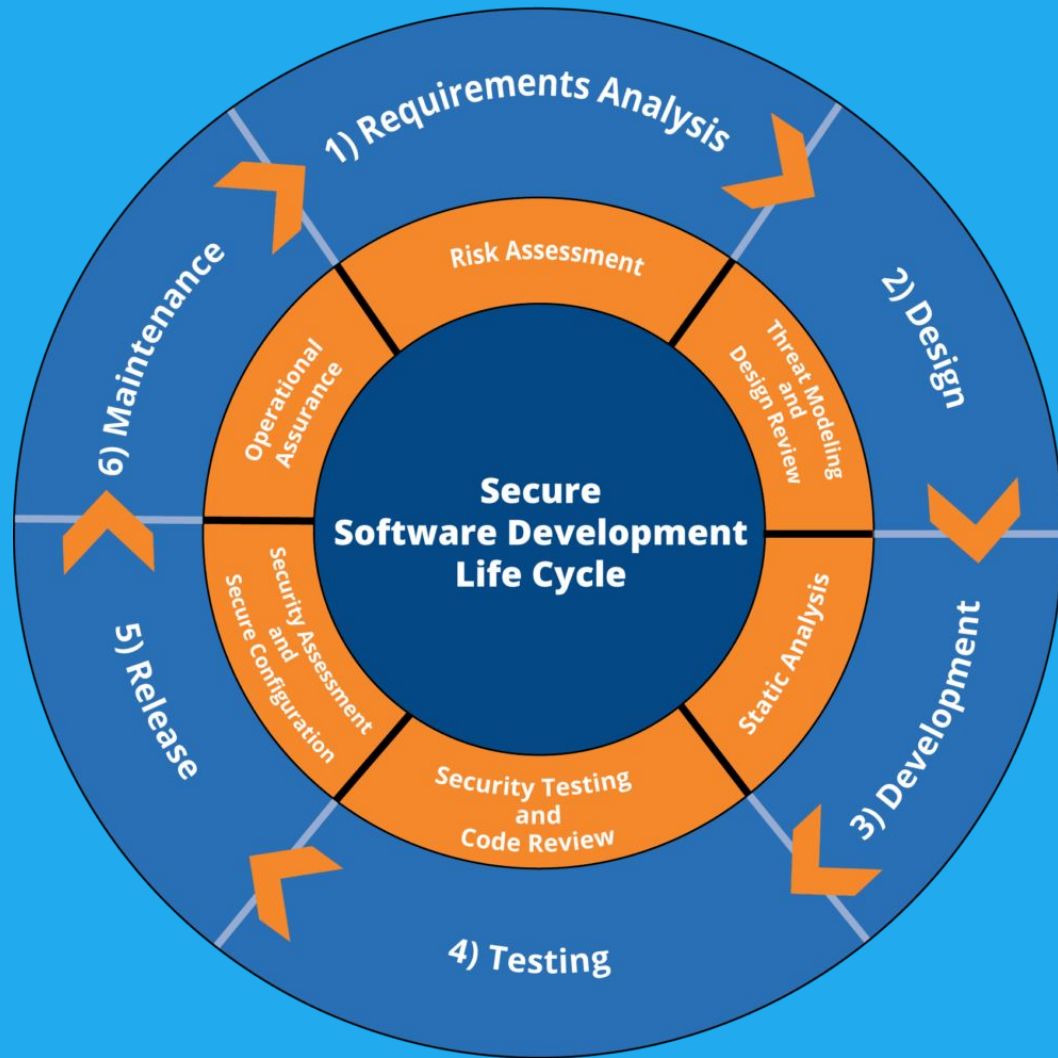 1) Requirements Analysis
2) Design
3) Development
4) Testing
5) Release
6) Maintenance
Risk Assessment
Threat Modeling
and
Design Review
Static Analysis
Security Testing
and
Code Review
Security Assessment
and
Secure Configuration
Operational
Assurance
Secure
Software Development
Life Cycle